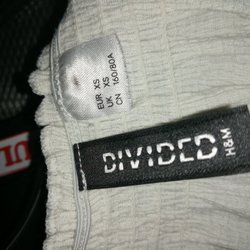 EUR XS
UK XS
CN 160/80A
DIVIDED
H&M